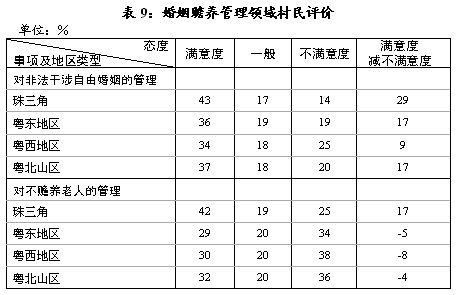 表 9：婚姻赡养管理领域村民评价
单位：%
态度
事项及地区类型
满意度 一般 不满意度 满意度减不满意度
对非法干涉自由婚姻的管理
珠三角 43 17 14 29
粤东地区 36 19 19 17
粤西地区 34 18 25 9
粤北山区 37 18 20 17
对不赡养老人的管理
珠三角 42 19 25 17
粤东地区 29 20 34 -5
粤西地区 30 20 38 -8
粤北山区 32 20 36 -4